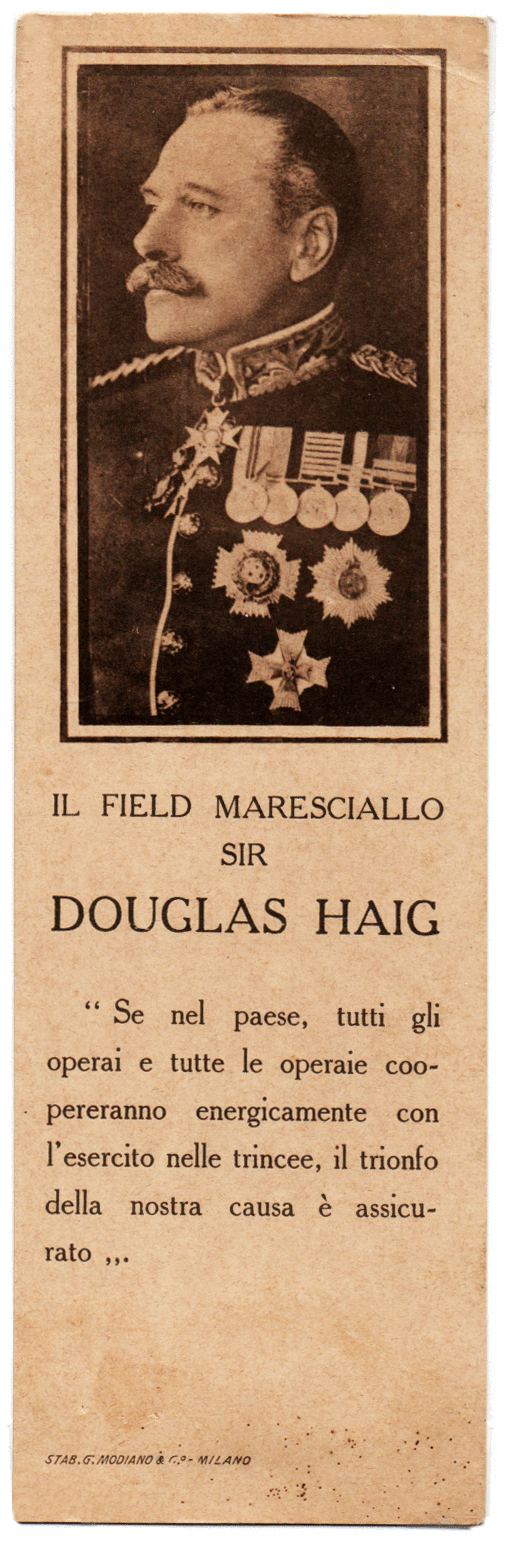 IL FIELD MARESCIALLO
SIR
DOUGLAS HAIG
“ Se nel paese, tutti gli
operai e tutte le operaie coo-
pereranno energicamente con
l'esercito nelle trincee, il trionfo
della nostra causa è assicu-
rato ,,.
STAB. G. MODIANO & C.º - MILANO